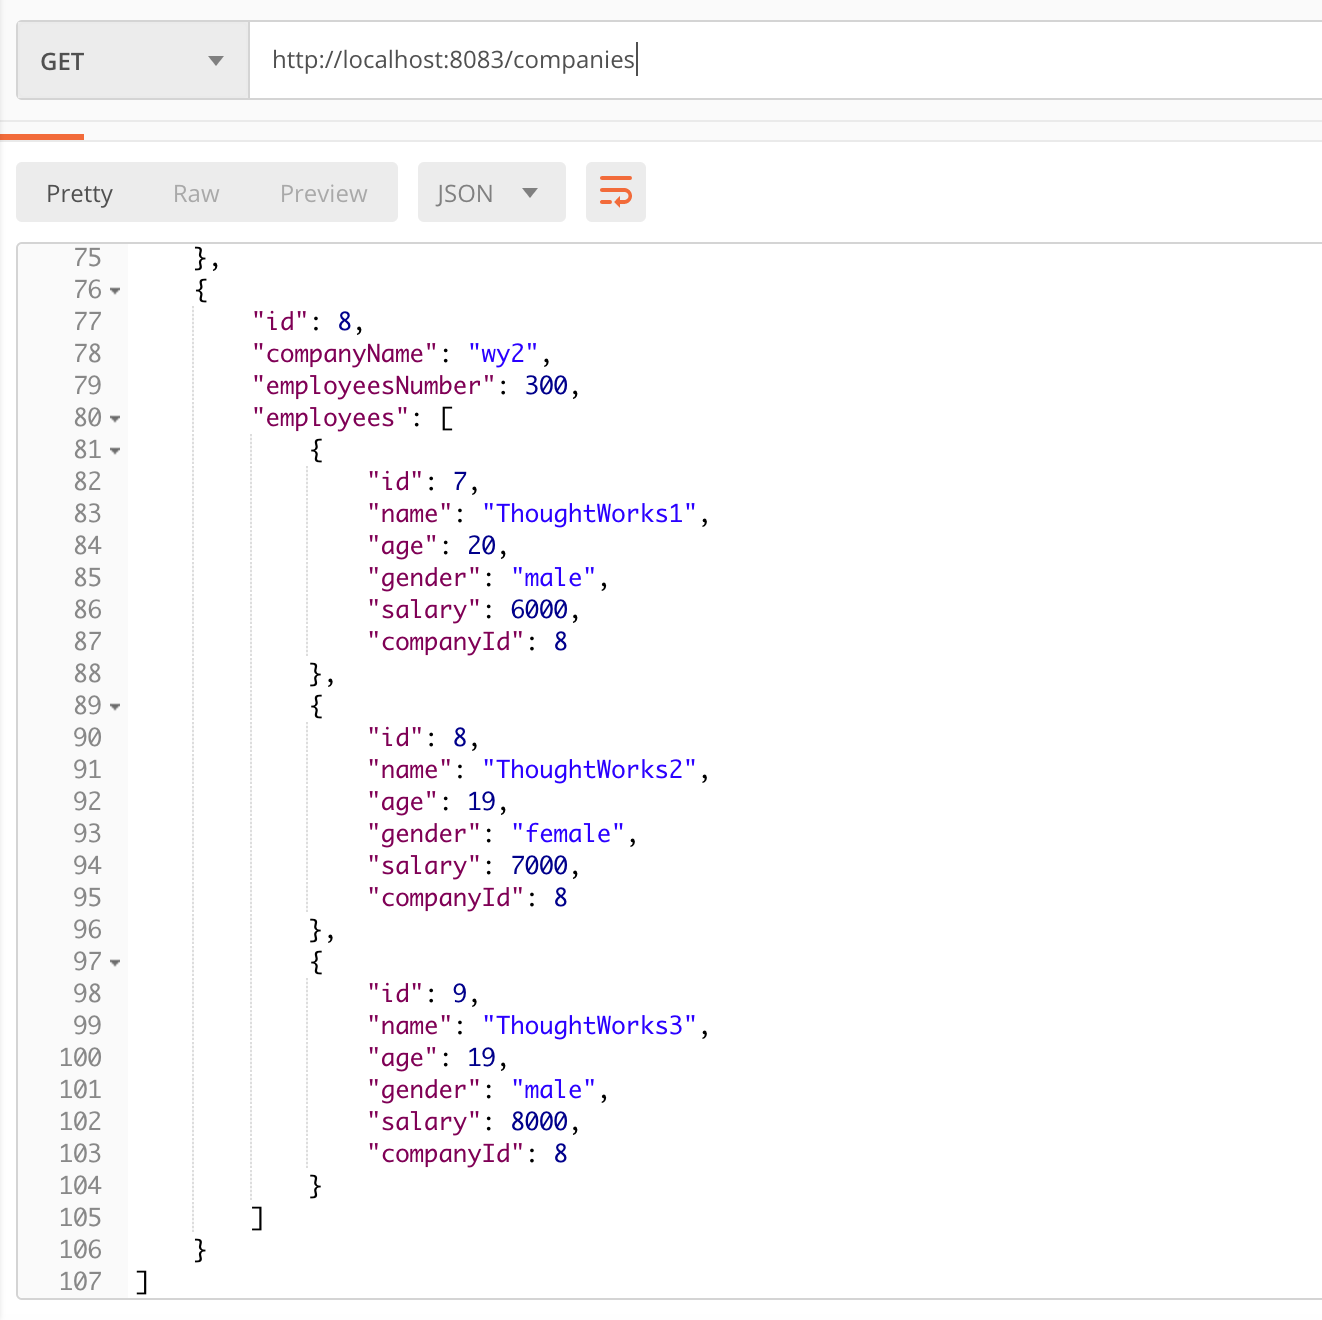 GET http://localhost:8083/companies
Pretty Raw Preview JSON
75 },
76 {
77 "id": 8,
78 "companyName": "wy2",
79 "employeesNumber": 300,
80 "employees": [
81 {
82 "id": 7,
83 "name": "ThoughtWorks1",
84 "age": 20,
85 "gender": "male",
86 "salary": 6000,
87 "companyId": 8
88 },
89 {
90 "id": 8,
91 "name": "ThoughtWorks2",
92 "age": 19,
93 "gender": "female",
94 "salary": 7000,
95 "companyId": 8
96 },
97 {
98 "id": 9,
99 "name": "ThoughtWorks3",
100 "age": 19,
101 "gender": "male",
102 "salary": 8000,
103 "companyId": 8
104 }
105 ]
106 }
107 ]